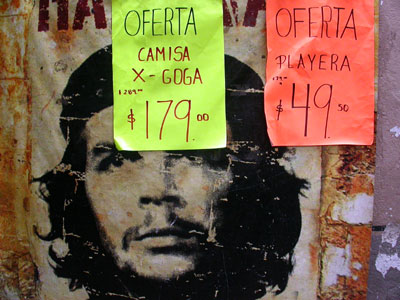 OFERTA
CAMISA
X-GOGA
$179.00
OFERTA
PLAYERA
$49.50